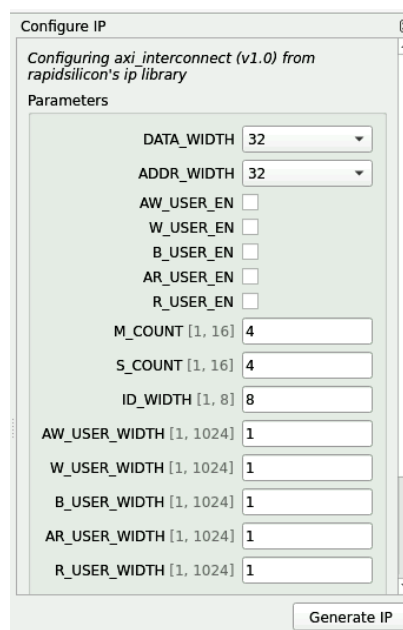 Configure IP
Configuring axi_interconnect (v1.0) from
rapidsilicon's ip library
Parameters
DATA_WIDTH 32
ADDR_WIDTH 32
AW_USER_EN
W_USER_EN
B_USER_EN
AR_USER_EN
R_USER_EN
M_COUNT [1, 16] 4
S_COUNT [1, 16] 4
ID_WIDTH [1, 8] 8
AW_USER_WIDTH [1, 1024] 1
W_USER_WIDTH [1, 1024] 1
B_USER_WIDTH [1, 1024] 1
AR_USER_WIDTH [1, 1024] 1
R_USER_WIDTH [1, 1024] 1
Generate IP